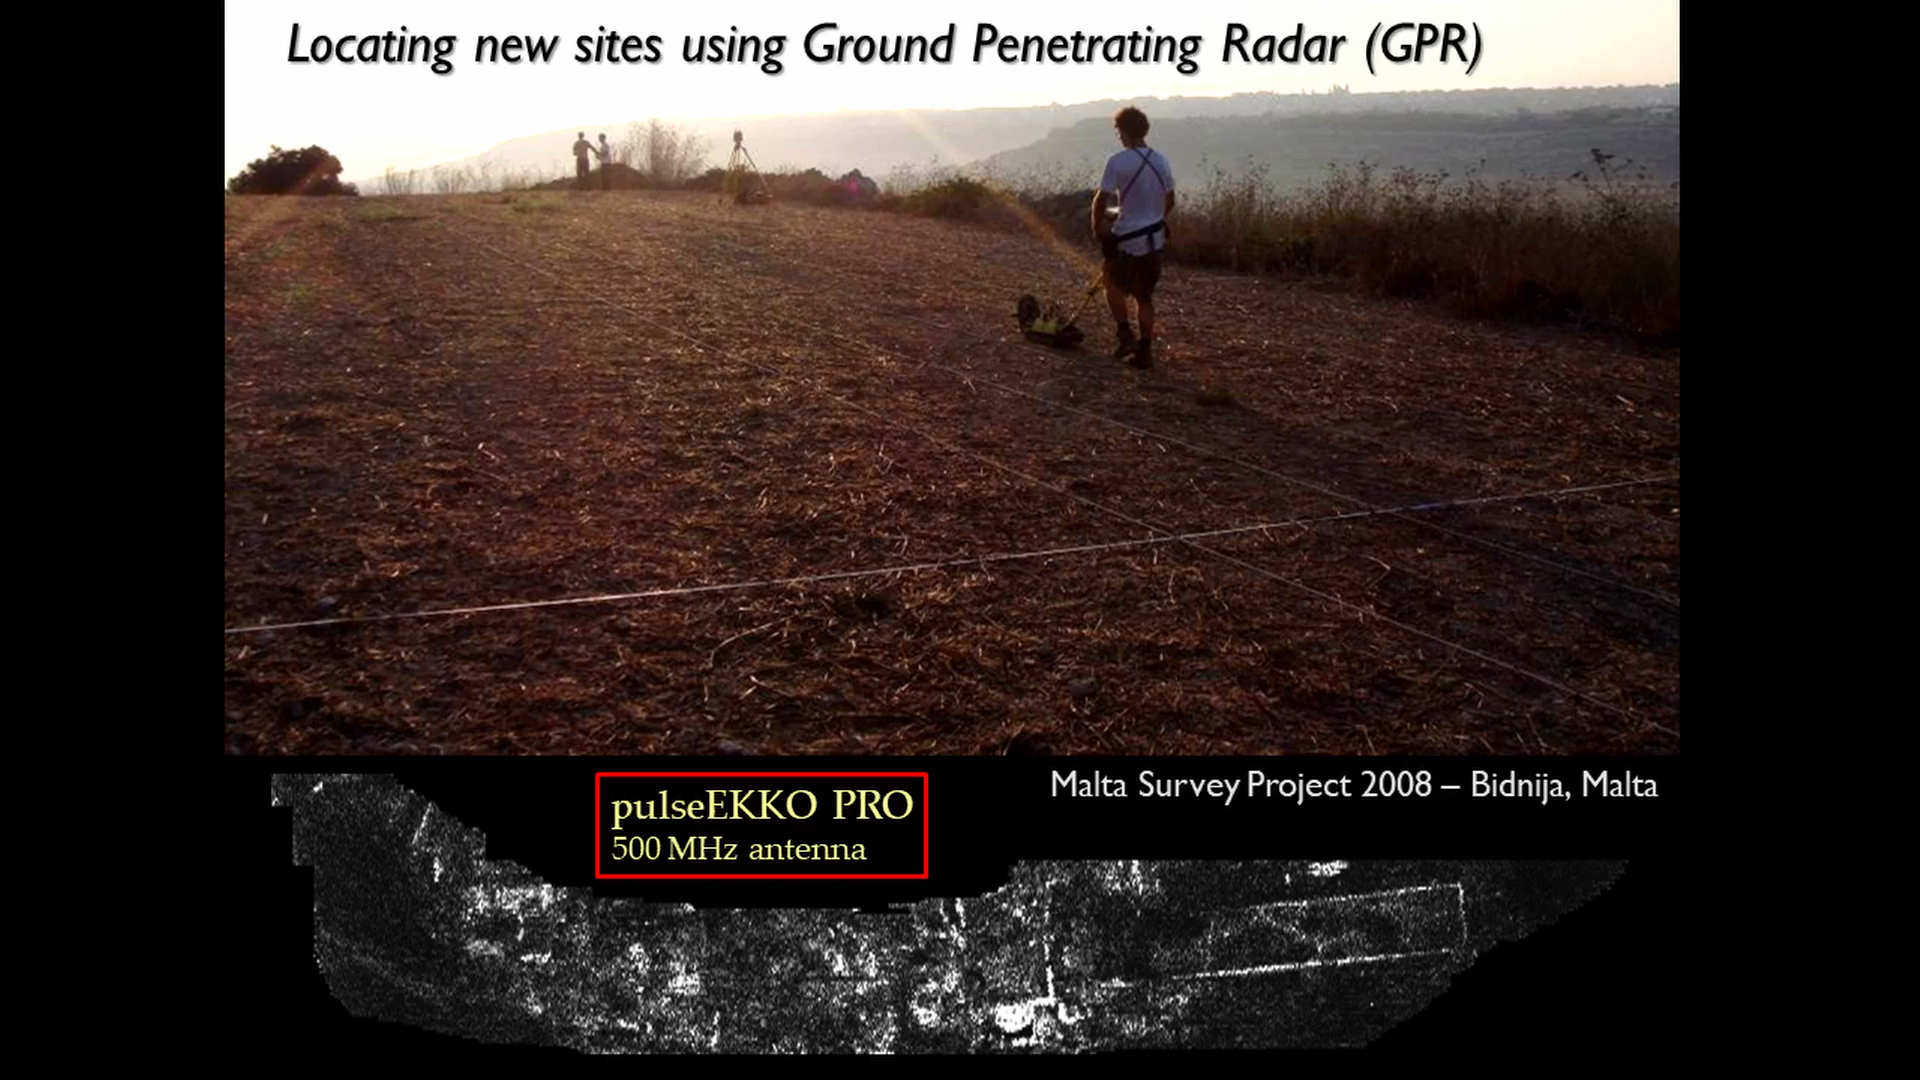 Locating new sites using Ground Penetrating Radar (GPR)
pulseEKKO PRO
500 MHz antenna
Malta Survey Project 2008 – Bidnija, Malta